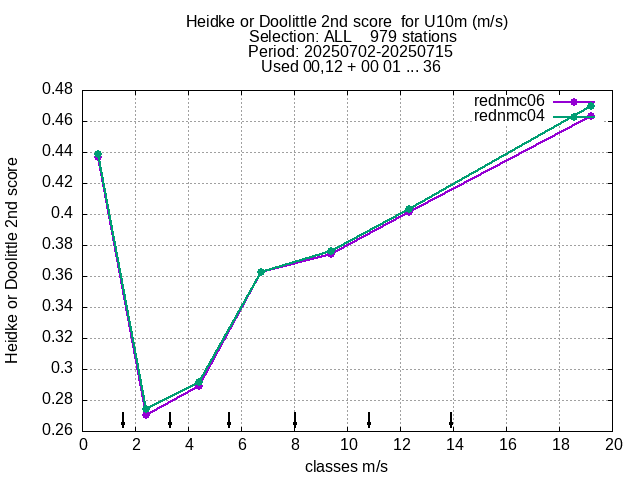 Heidke or Doolittle 2nd score  for U10m (m/s)
Selection: ALL    979 stations
Period: 20250702-20250715
Used 00,12 + 00 01 ... 36
rednmc06
rednmc04
0.48
0.46
0.44
0.42
0.4
0.38
0.36
0.34
0.32
0.3
0.28
0.26
Heidke or Doolittle 2nd score
0 2 4 6 8 10 12 14 16 18 20
classes m/s